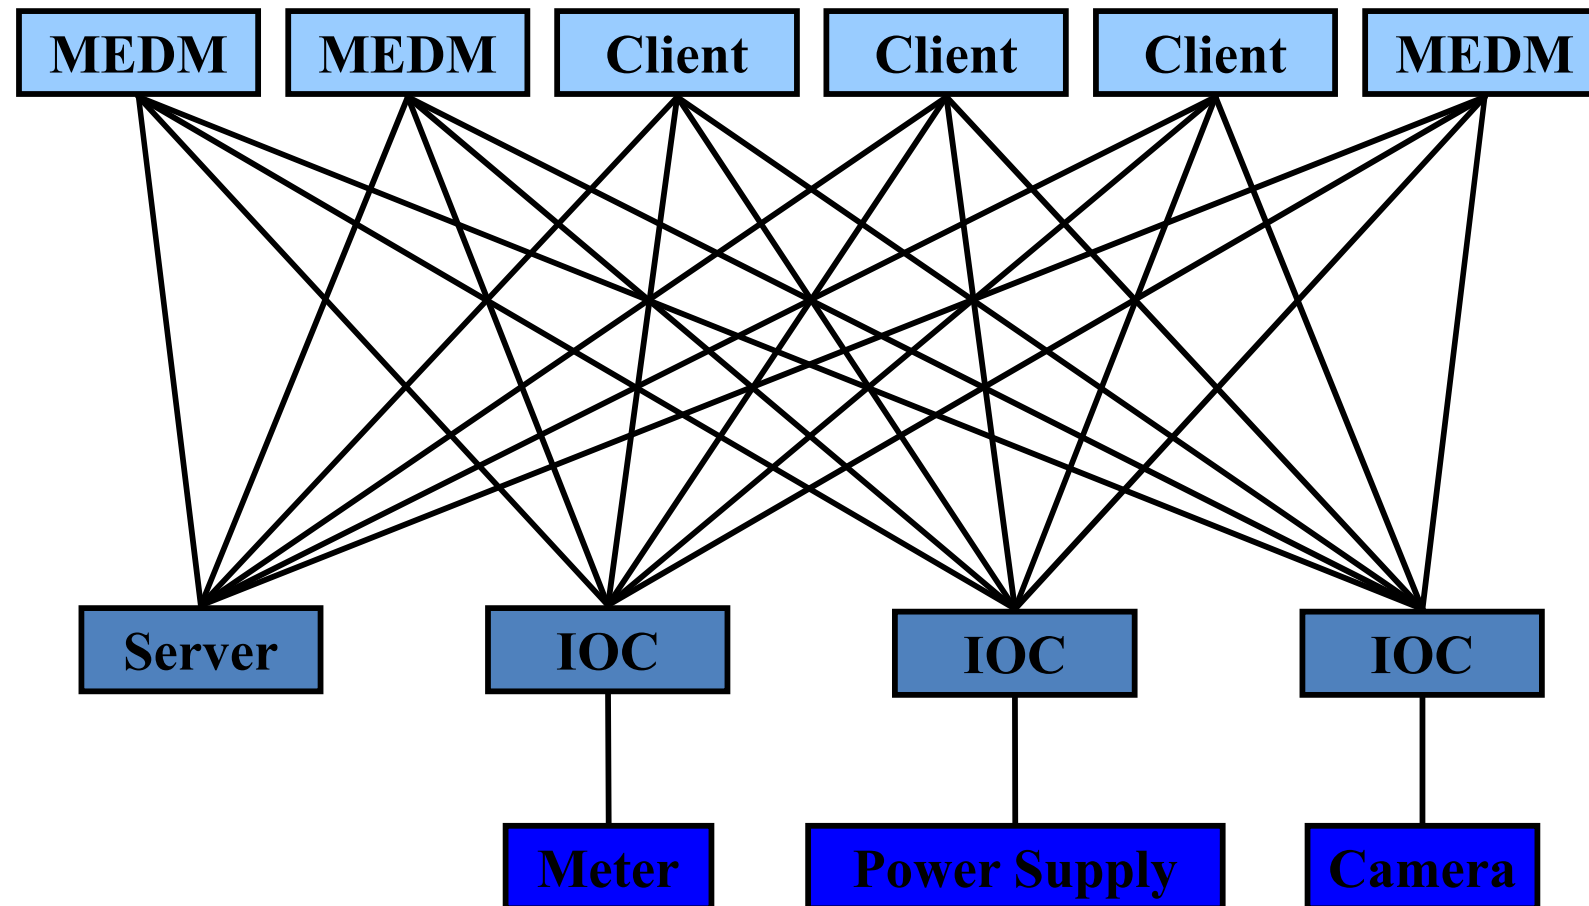 MEDM MEDM Client Client Client MEDM
Server IOC IOC IOC
Meter Power Supply Camera